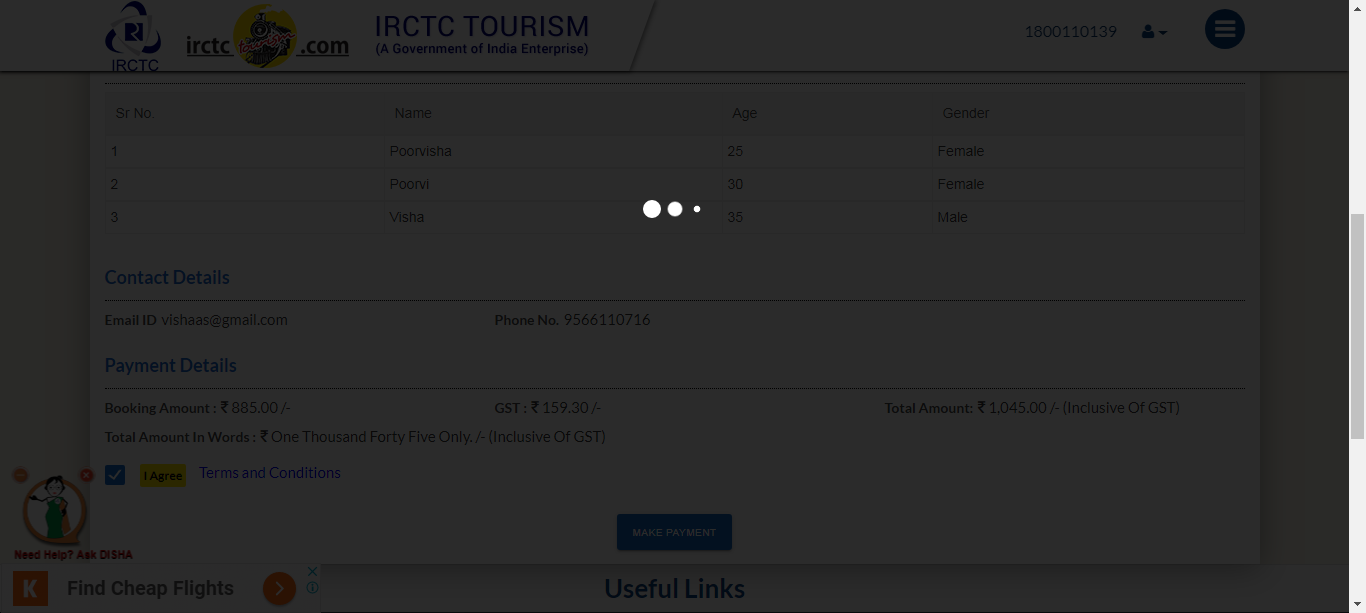 IRCTC
irctc tourism .com
IRCTC TOURISM
(A Government of India Enterprise)
1800110139
Sr No. Name Age Gender
1 Poorvisha 25 Female
2 Poorvi 30 Female
3 Visha 35 Male
Contact Details
Email ID vishaas@gmail.com Phone No. 9566110716
Payment Details
Booking Amount : ₹ 885.00 /- GST : ₹ 159.30 /- Total Amount: ₹ 1,045.00 /- (Inclusive Of GST)
Total Amount In Words : ₹ One Thousand Forty Five Only. /- (Inclusive Of GST)
I Agree Terms and Conditions
MAKE PAYMENT
Need Help? Ask DISHA
K Find Cheap Flights
Useful Links